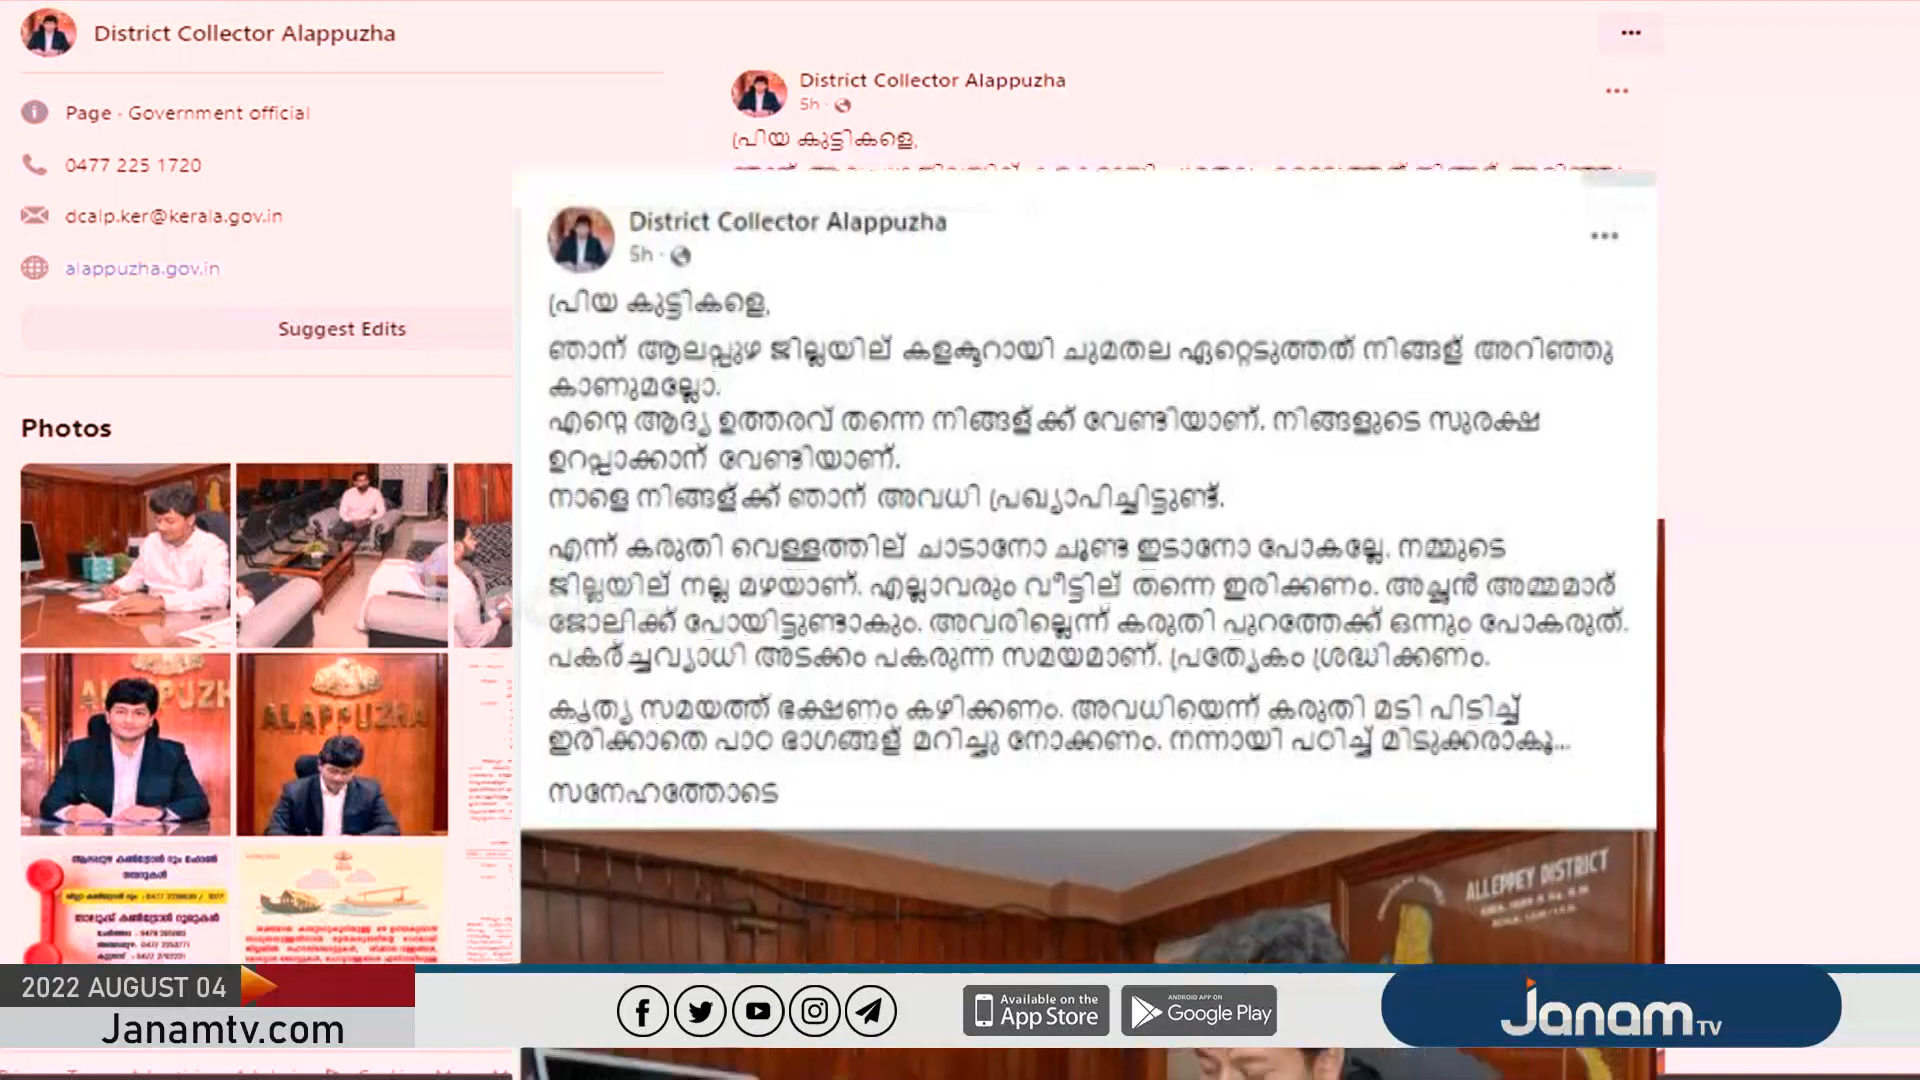 District Collector Alappuzha
Page · Government official
0477 225 1720
dcalp.ker@kerala.gov.in
alappuzha.gov.in
Suggest Edits
Photos
ALAPPUZHA
District Collector Alappuzha
5h ·
പ്രിയ കുട്ടികളെ,
District Collector Alappuzha
5h ·
പ്രിയ കുട്ടികളെ,
ഞാന് ആലപ്പുഴ ജില്ലയില് കളക്ടറായി ചുമതല ഏറ്റെടുത്തത് നിങ്ങള് അറിഞ്ഞു
കാണുമല്ലോ.
എന്റെ ആദ്യ ഉത്തരവ് തന്നെ നിങ്ങള്ക്ക് വേണ്ടിയാണ്. നിങ്ങളുടെ സുരക്ഷ
ഉറപ്പാക്കാന് വേണ്ടിയാണ്.
നാളെ നിങ്ങള്ക്ക് ഞാന് അവധി പ്രഖ്യാപിച്ചിട്ടുണ്ട്.
എന്ന് കരുതി വെള്ളത്തില് ചാടാനോ ചൂണ്ട ഇടാനോ പോകല്ലേ. നമ്മുടെ
ജില്ലയില് നല്ല മഴയാണ്. എല്ലാവരും വീട്ടില് തന്നെ ഇരിക്കണം. അച്ഛൻ അമ്മമാർ
ജോലിക്ക് പോയിട്ടുണ്ടാകും. അവരില്ലെന്ന് കരുതി പുറത്തേക്ക് ഒന്നും പോകരുത്.
പകര്ച്ചവ്യാധി അടക്കം പകരുന്ന സമയമാണ്. പ്രത്യേകം ശ്രദ്ധിക്കണം.
കൃത്യ സമയത്ത് ഭക്ഷണം കഴിക്കണം. അവധിയെന്ന് കരുതി മടി പിടിച്ച്
ഇരിക്കാതെ പാഠ ഭാഗങ്ങള് മറിച്ചു നോക്കണം. നന്നായി പഠിച്ച് മിടുക്കരാകൂ...
സനേഹത്തോടെ
ALLEPPEY DISTRICT
2022 AUGUST 04
Janamtv.com
Available on the
App Store
ANDROID APP ON
Google Play
Janam TV